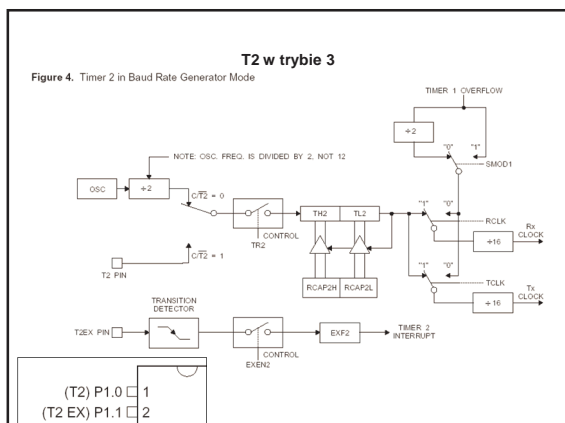 T2 w trybie 3
Figure 4. Timer 2 in Baud Rate Generator Mode
TIMER 1 OVERFLOW
÷2
"0" "1"
SMOD1
NOTE: OSC. FREQ. IS DIVIDED BY 2, NOT 12
OSC
÷2
C/T2 = 0
TH2 TL2
"1" "0"
RCLK
CONTROL
TR2
Rx
CLOCK
÷16
C/T2 = 1
T2 PIN
"1" "0"
RCAP2H RCAP2L
TCLK
Tx
CLOCK
÷16
TRANSITION
DETECTOR
T2EX PIN
EXF2
TIMER 2
INTERRUPT
CONTROL
EXEN2
(T2) P1.0 1
(T2 EX) P1.1 2